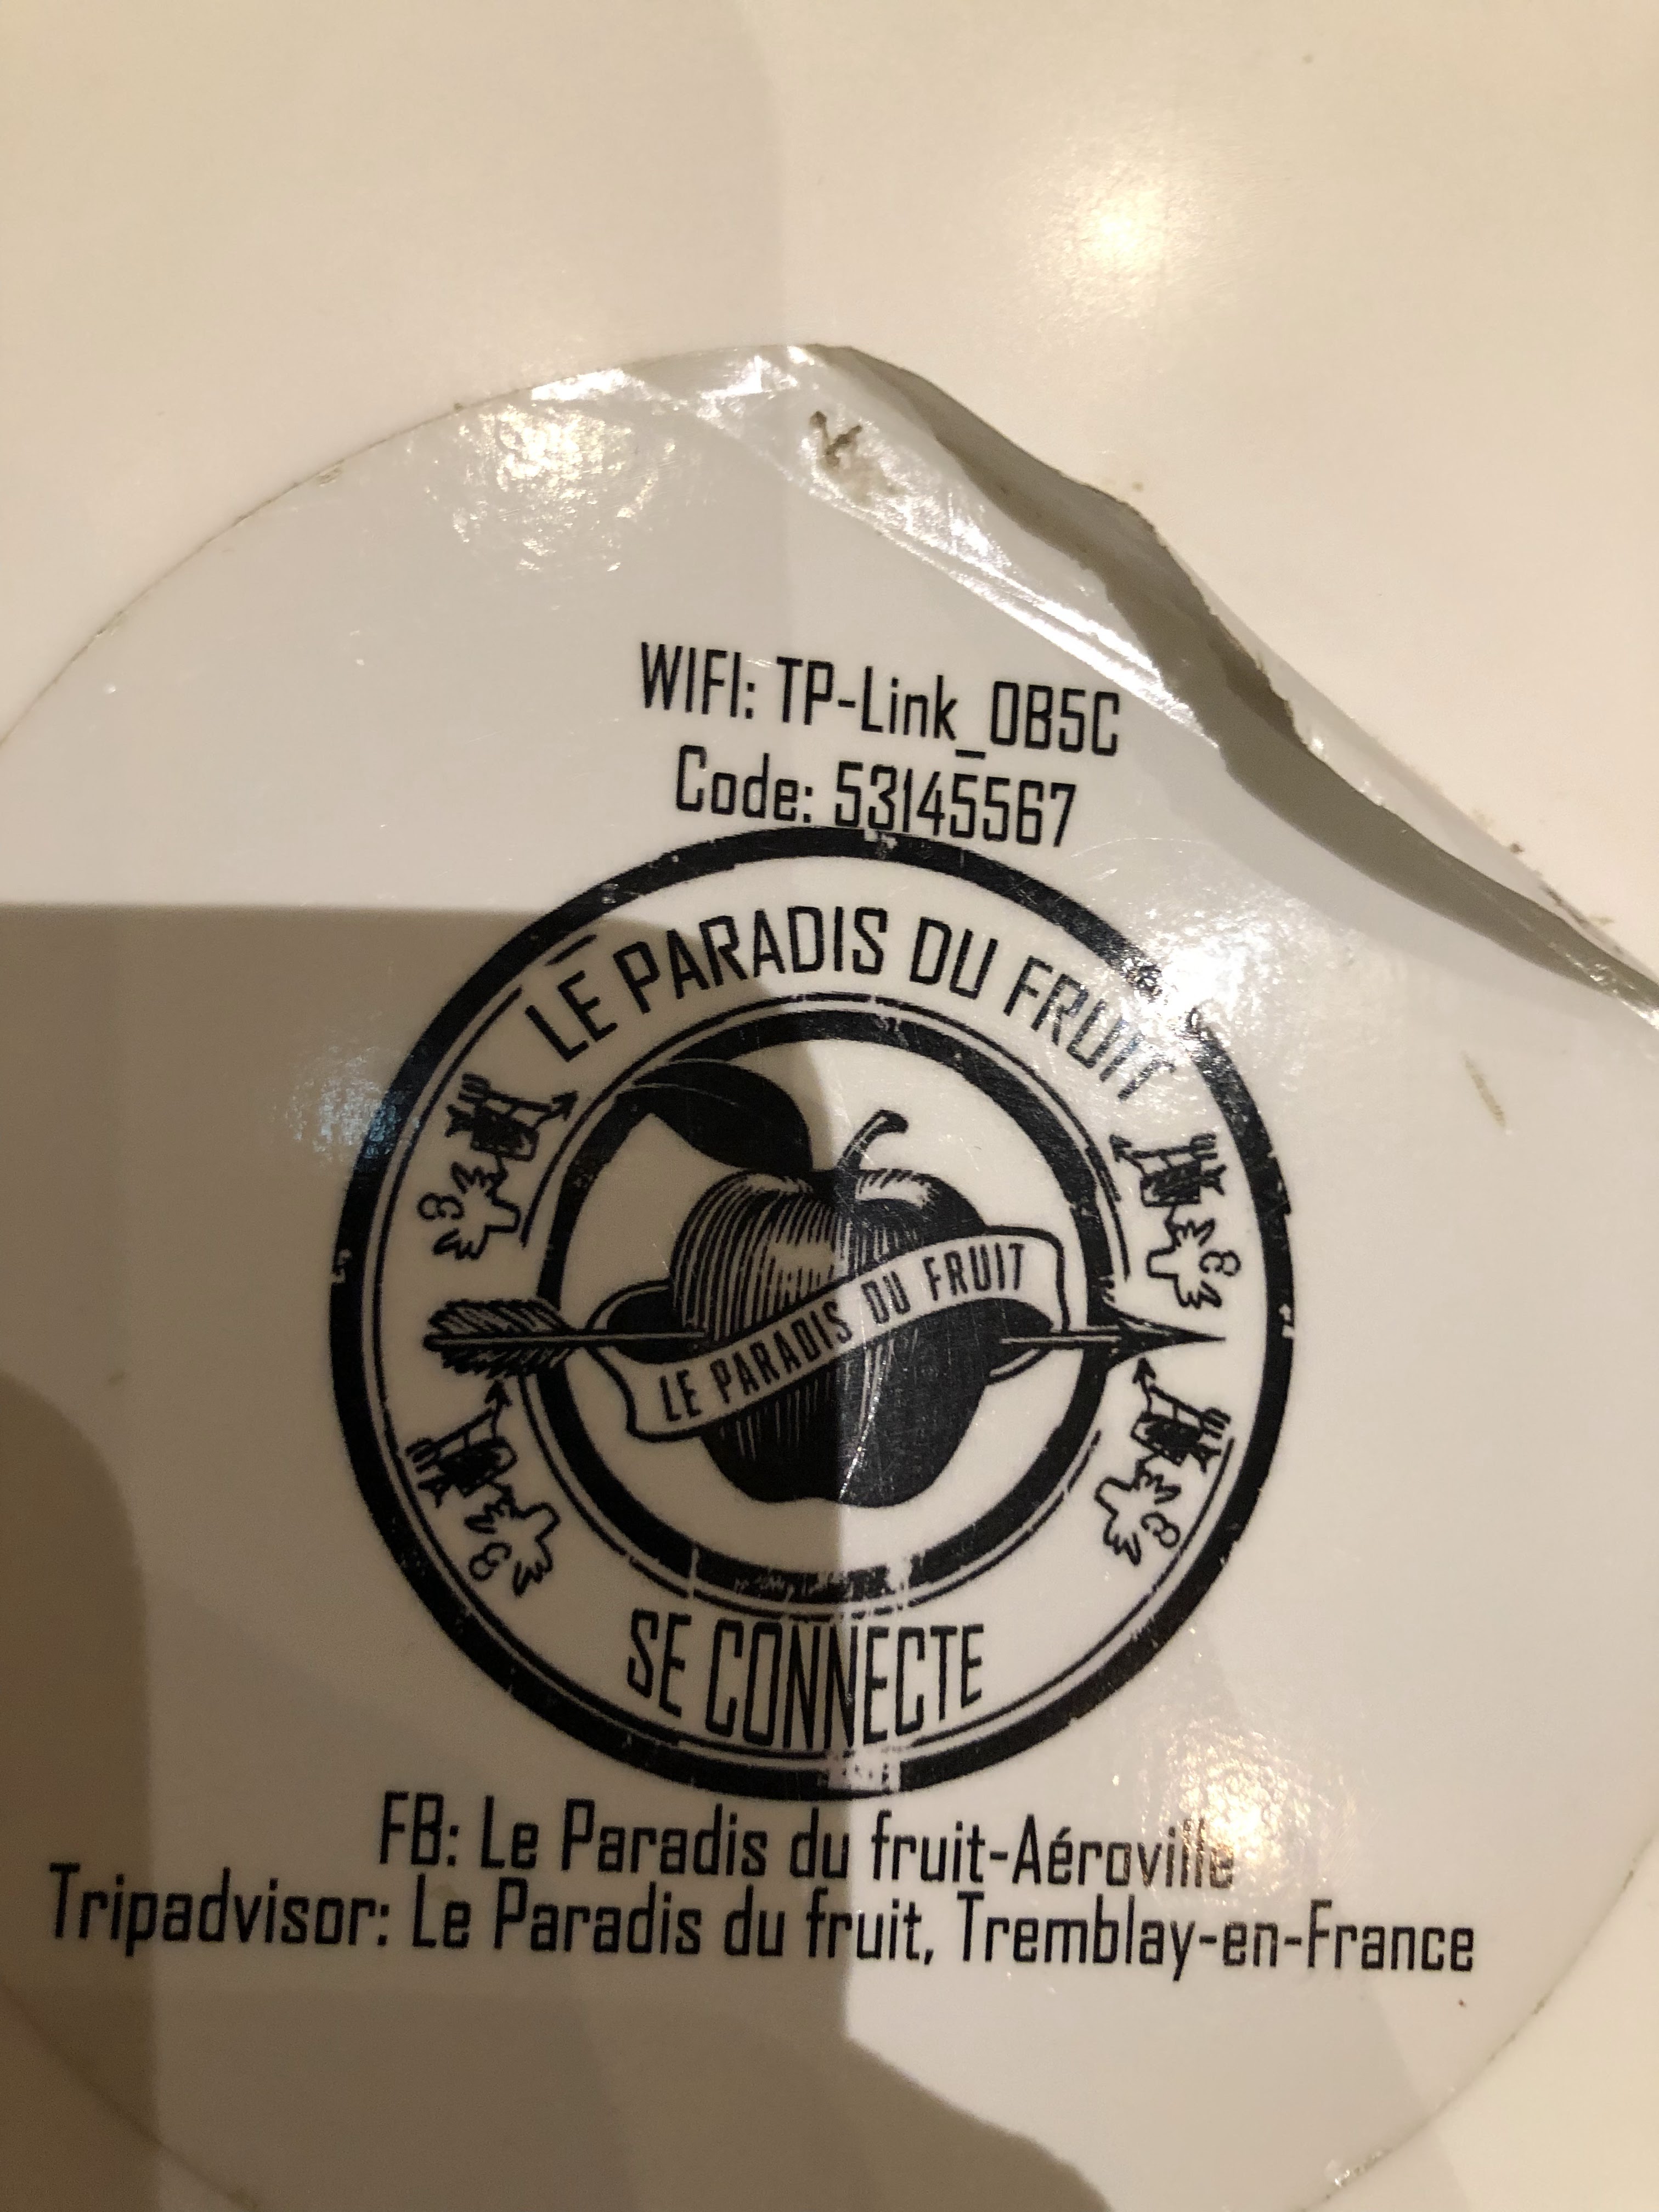 WIFI: TP-Link_0B5C
Code: 53145567
LE PARADIS DU FRUIT
LE PARADIS DU FRUIT
SE CONNECTE
FB: Le Paradis du fruit-Aéroville
Tripadvisor: Le Paradis du fruit, Tremblay-en-France